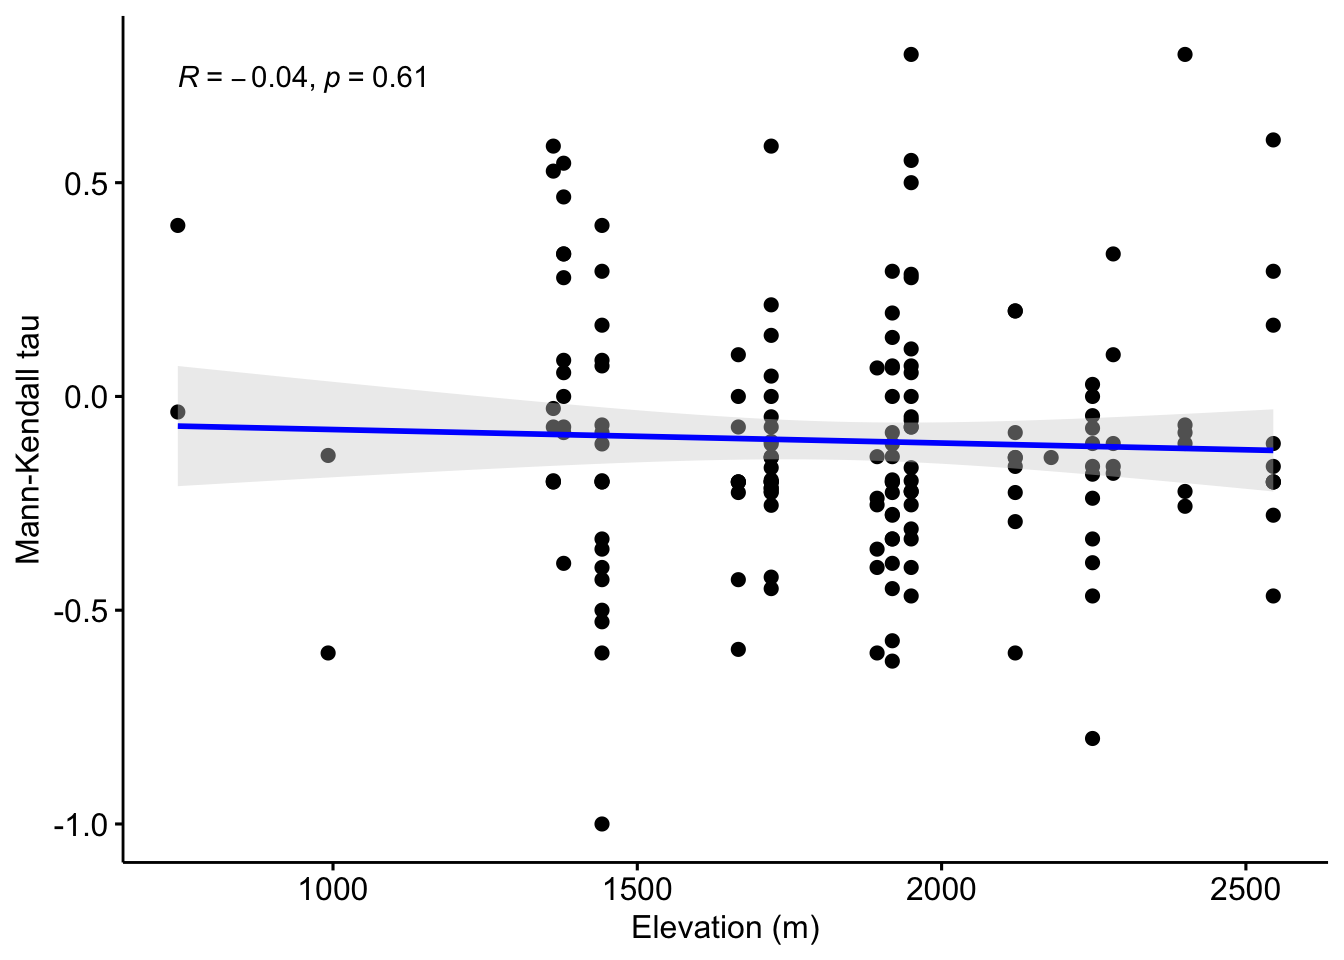 R = −0.04, p = 0.61
0.5
0.0
-0.5
-1.0
Mann-Kendall tau
1000 1500 2000 2500
Elevation (m)